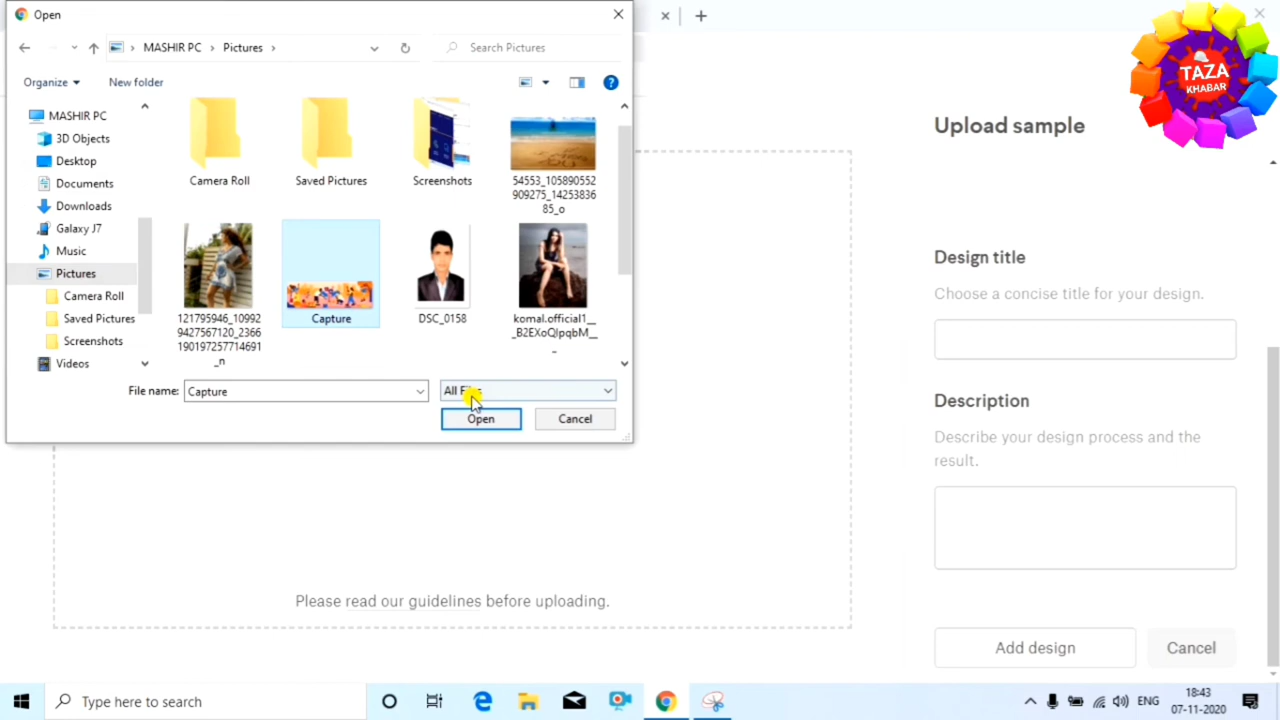 Open
MASHIR PC
Pictures
Search Pictures
Organize
New folder
MASHIR PC
3D Objects
Desktop
Documents
Downloads
Galaxy J7
Music
Pictures
Camera Roll
Saved Pictures
Screenshots
Videos
Camera Roll
Saved Pictures
Screenshots
54553_105890552
909275_14253836
85_o
121795946_10992
9427567120_2366
190197257714691
_n
Capture
DSC_0158
komal.official1__
_B2EXoQIpqbM__
_
File name:
Capture
All
Open
Cancel
TAZA
KHABAR
Upload sample
Design title
Choose a concise title for your design.
Description
Describe your design process and the
result.
Please read our guidelines before uploading.
Add design
Cancel
Type here to search
ENG
18:43
07-11-2020